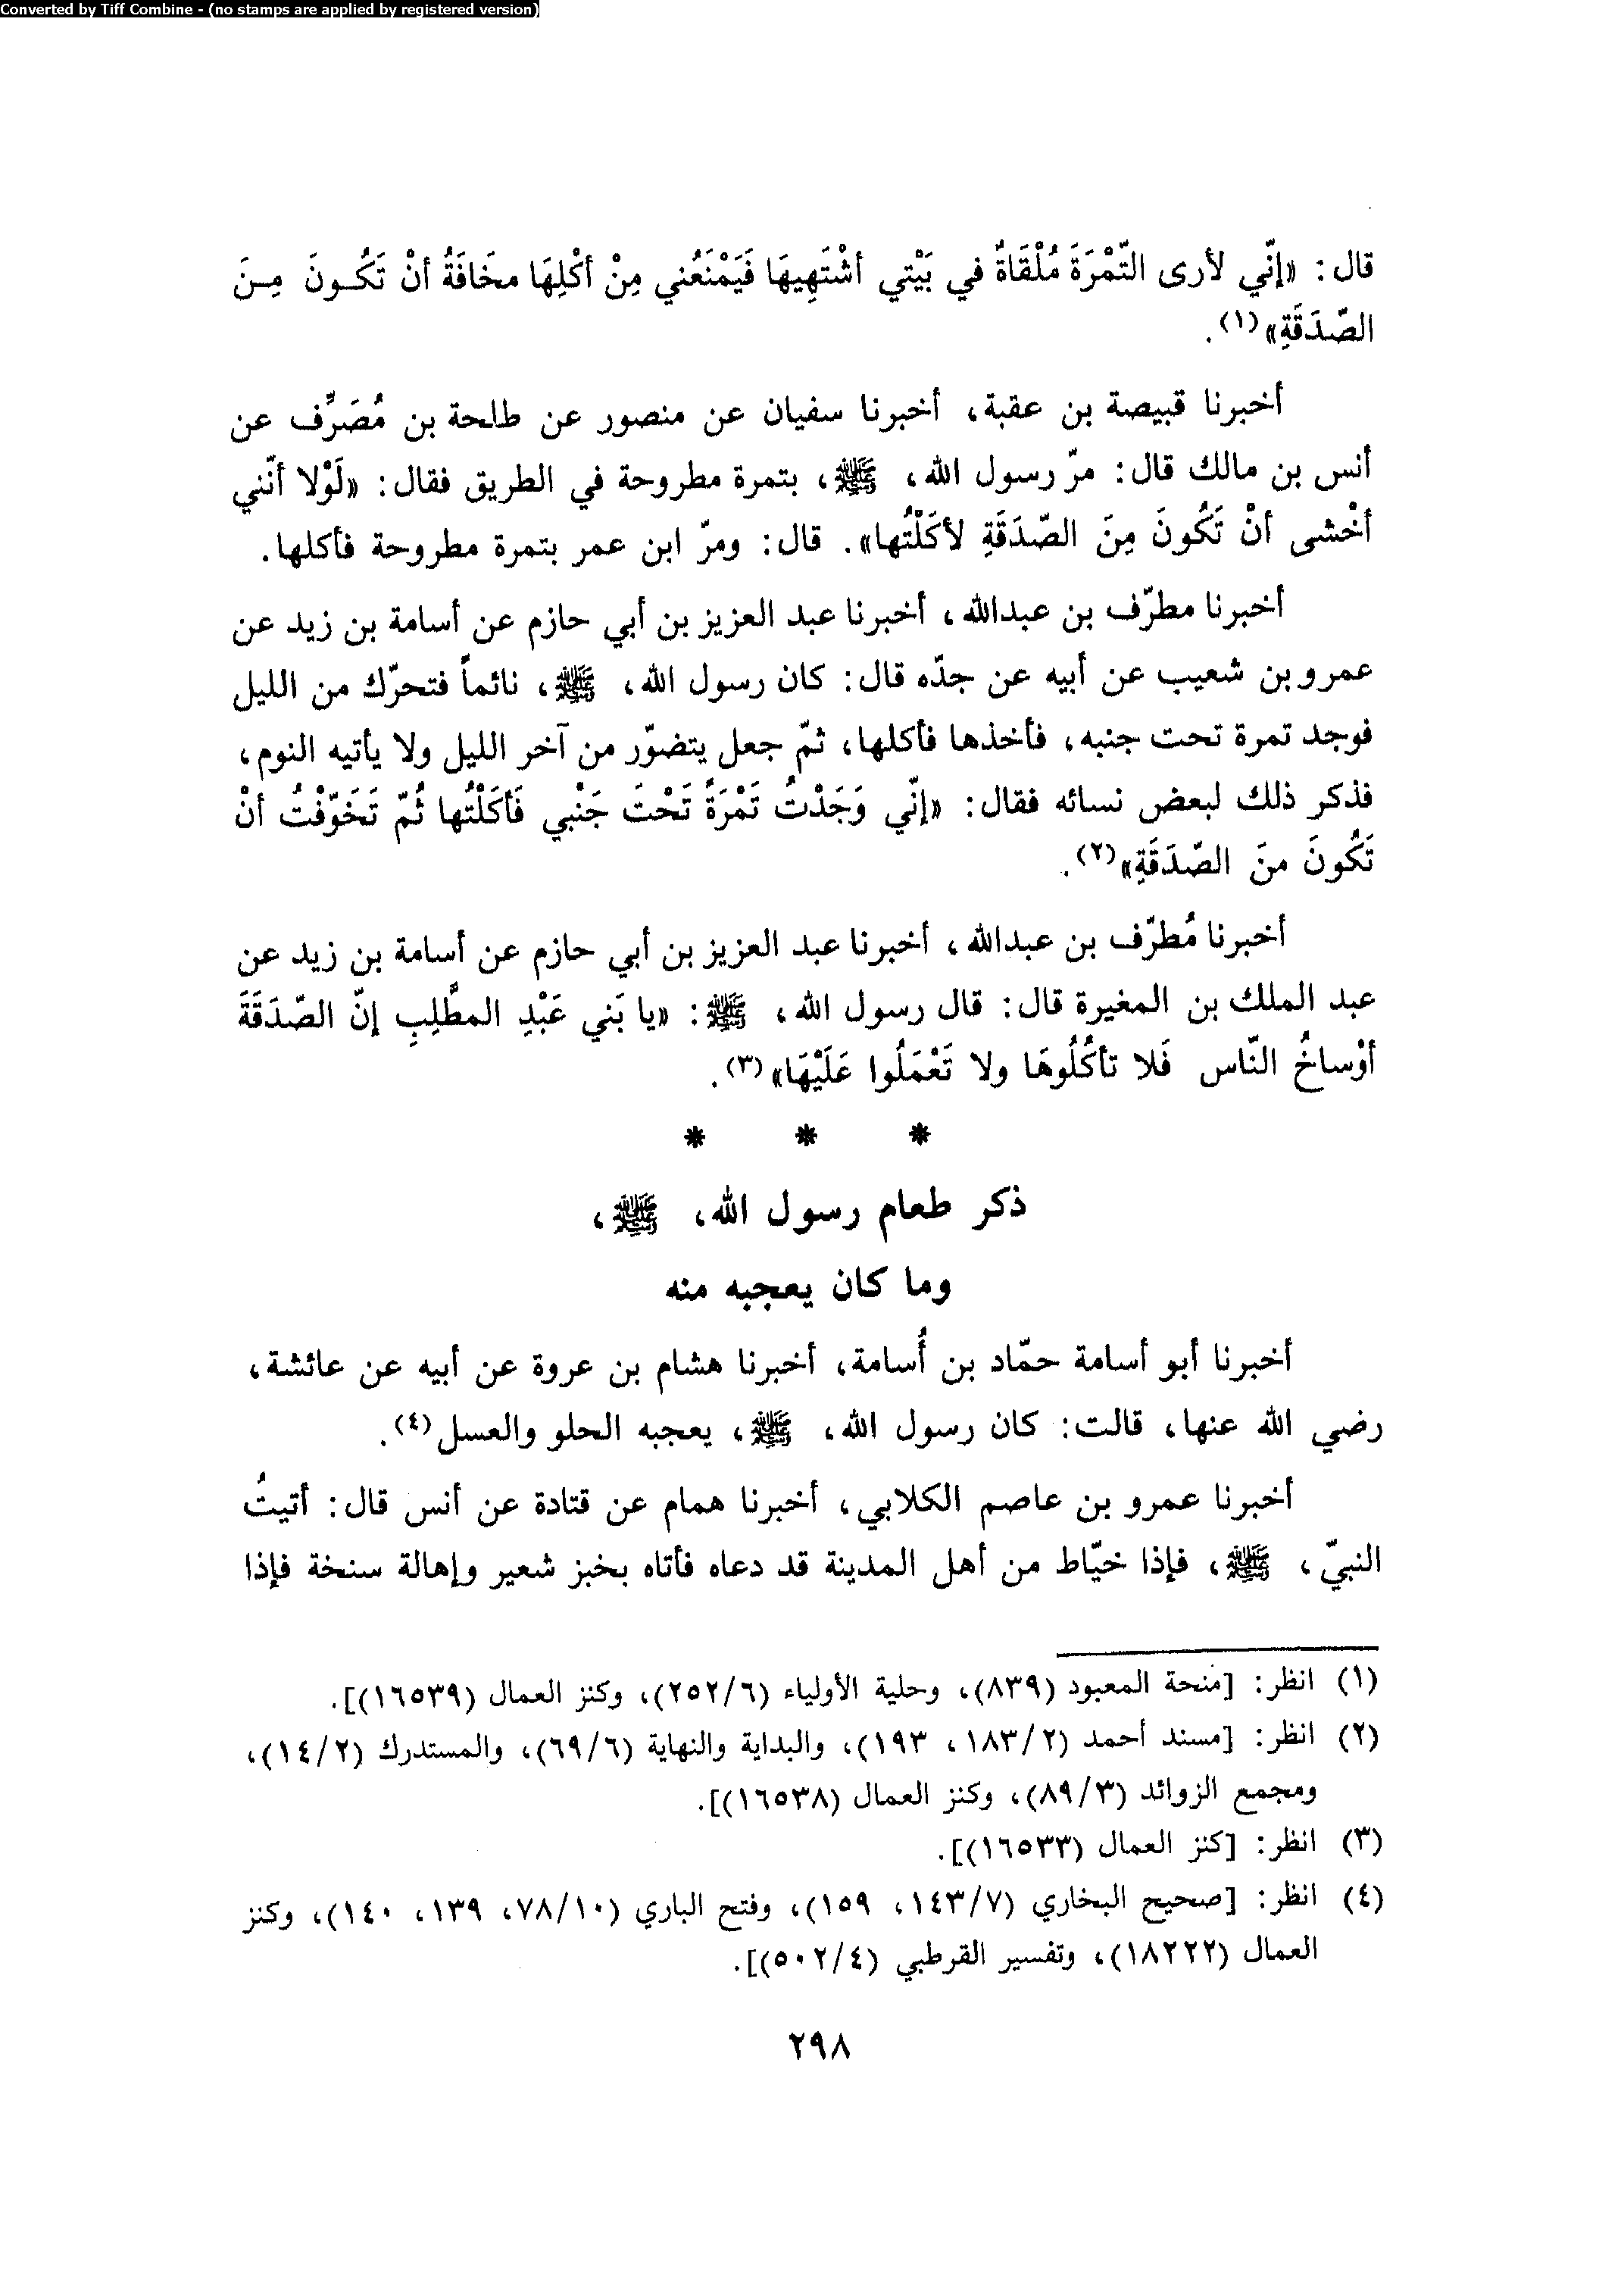 Converted by Tiff Combine - (no stamps are applied by registered version)
قال: «إنّي لأرى التّمْرَةَ مُلْقَاةٌ في بَيْتي أشْتَهِيهَا فَيَمْنَعُني مِنْ أكْلِهَا مخَافَةُ أنْ تَكُـونَ مِـنَ
الصّدَقَةِ»(١).
أخبرنا قبيصة بن عقبة، أخبرنا سفيان عن منصور عن طلحة بن مُصَرِّف عن
أنس بن مالك قال: مرّ رسول الله، ﷺ، بتمرة مطروحة في الطريق فقال: «لَوْلا أنّني
أخْشى أنْ تَكُونَ مِنَ الصّدَقَةِ لأكَلْتُها». قال: ومرّ ابن عمر بتمرة مطروحة فأكلها.
أخبرنا مطرّف بن عبدالله، أخبرنا عبد العزيز بن أبي حازم عن أسامة بن زيد عن
عمرو بن شعيب عن أبيه عن جدّه قال: كان رسول الله، ﷺ، نائماً فتحرّك من الليل
فوجد تمرة تحت جنبه، فأخذها فأكلها، ثمّ جعل يتضوّر من آخر الليل ولا يأتيه النوم،
فذكر ذلك لبعض نسائه فقال: «إنّي وَجَدْتُ تَمْرَةً تَحْتَ جَنْبي فَأكَلْتُها ثُمّ تَخَوّفْتُ أنْ
تَكُونَ منَ الصّدَقَةِ»(٢).
أخبرنا مُطرّف بن عبدالله، أخبرنا عبد العزيز بن أبي حازم عن أسامة بن زيد عن
عبد الملك بن المغيرة قال: قال رسول الله، ﷺ: «يا بَني عَبْدِ المطّلِبِ إنّ الصّدَقَةَ
أوْساخُ النّاس فَلا تأكُلُوهَا ولا تَعْمَلُوا عَلَيْهَا»(٣).
* * *
ذكر طعام رسول الله، ﷺ،
وما كان يعجبه منه
أخبرنا أبو أسامة حمّاد بن أُسامة، أخبرنا هشام بن عروة عن أبيه عن عائشة،
رضي الله عنها، قالت: كان رسول الله، ﷺ، يعجبه الحلو والعسل(٤).
أخبرنا عمرو بن عاصم الكلابي، أخبرنا همام عن قتادة عن أنس قال: أتيتُ
النبيّ، ﷺ، فإذا خيّاط من أهل المدينة قد دعاه فأتاه بخبز شعير وإهالة سنخة فإذا
(١) انظر: [منحة المعبود (٨٣٩)، وحلية الأولياء (٢٥٢/٦)، وكنز العمال (١٦٥٣٩)].
(٢) انظر: [مسند أحمد (١٨٣/٢، ١٩٣)، والبداية والنهاية (٦٩/٦)، والمستدرك (١٤/٢)،
ومجمع الزوائد (٨٩/٣)، وكنز العمال (١٦٥٣٨)].
(٣) انظر: [كنز العمال (١٦٥٣٣)].
(٤) انظر: [صحيح البخاري (١٤٣/٧، ١٥٩)، وفتح الباري (٧٨/١٠، ١٣٩، ١٤٠)، وكنز
العمال (١٨٢٢٢)، وتفسير القرطبي (٥٠٢/٤)].
٢٩٨